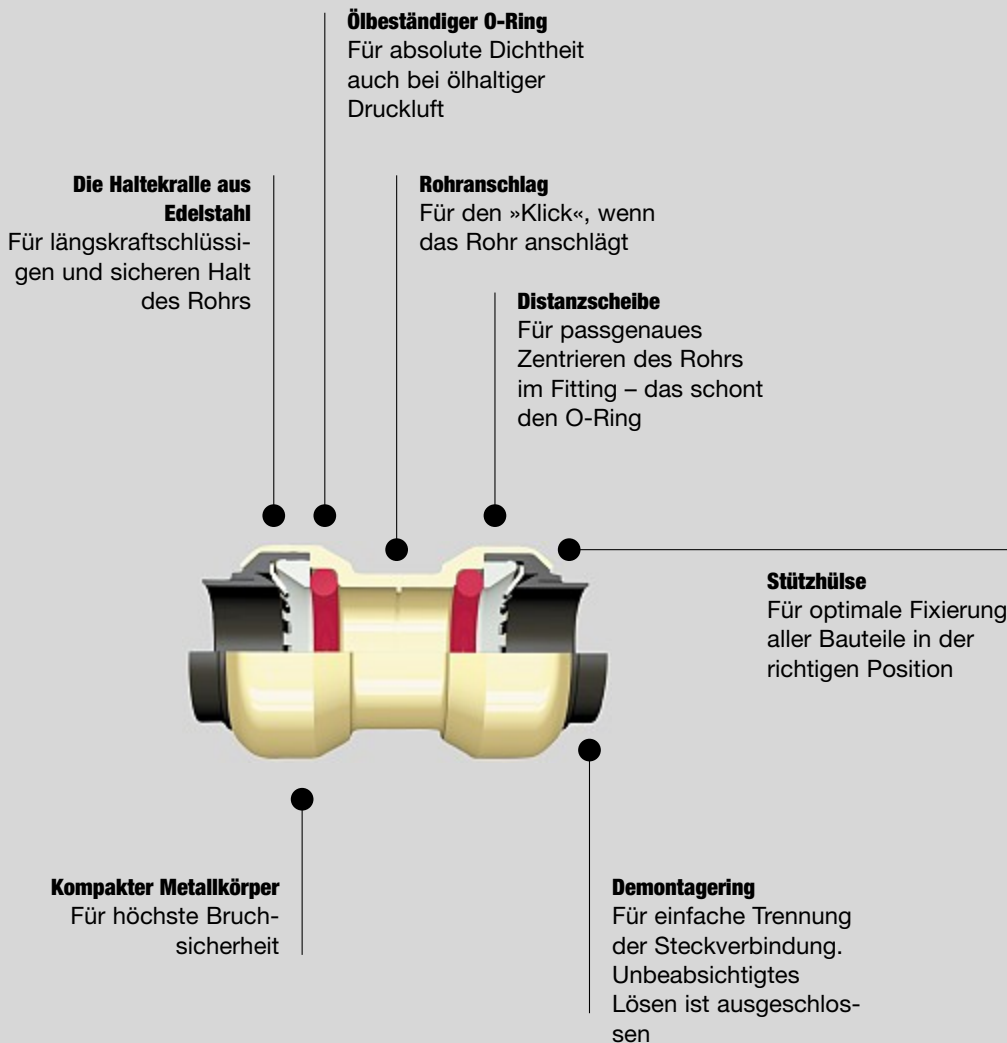 Ölbeständiger O-Ring
Für absolute Dichtheit
auch bei ölhaltiger
Druckluft
Die Haltekralle aus
Edelstahl
Für längskraftschlüssi-
gen und sicheren Halt
des Rohrs
Rohranschlag
Für den »Klick«, wenn
das Rohr anschlägt
Distanzscheibe
Für passgenaues
Zentrieren des Rohrs
im Fitting – das schont
den O-Ring
Stützhülse
Für optimale Fixierung
aller Bauteile in der
richtigen Position
Kompakter Metallkörper
Für höchste Bruch-
sicherheit
Demontagering
Für einfache Trennung
der Steckverbindung.
Unbeabsichtigtes
Lösen ist ausgeschlos-
sen